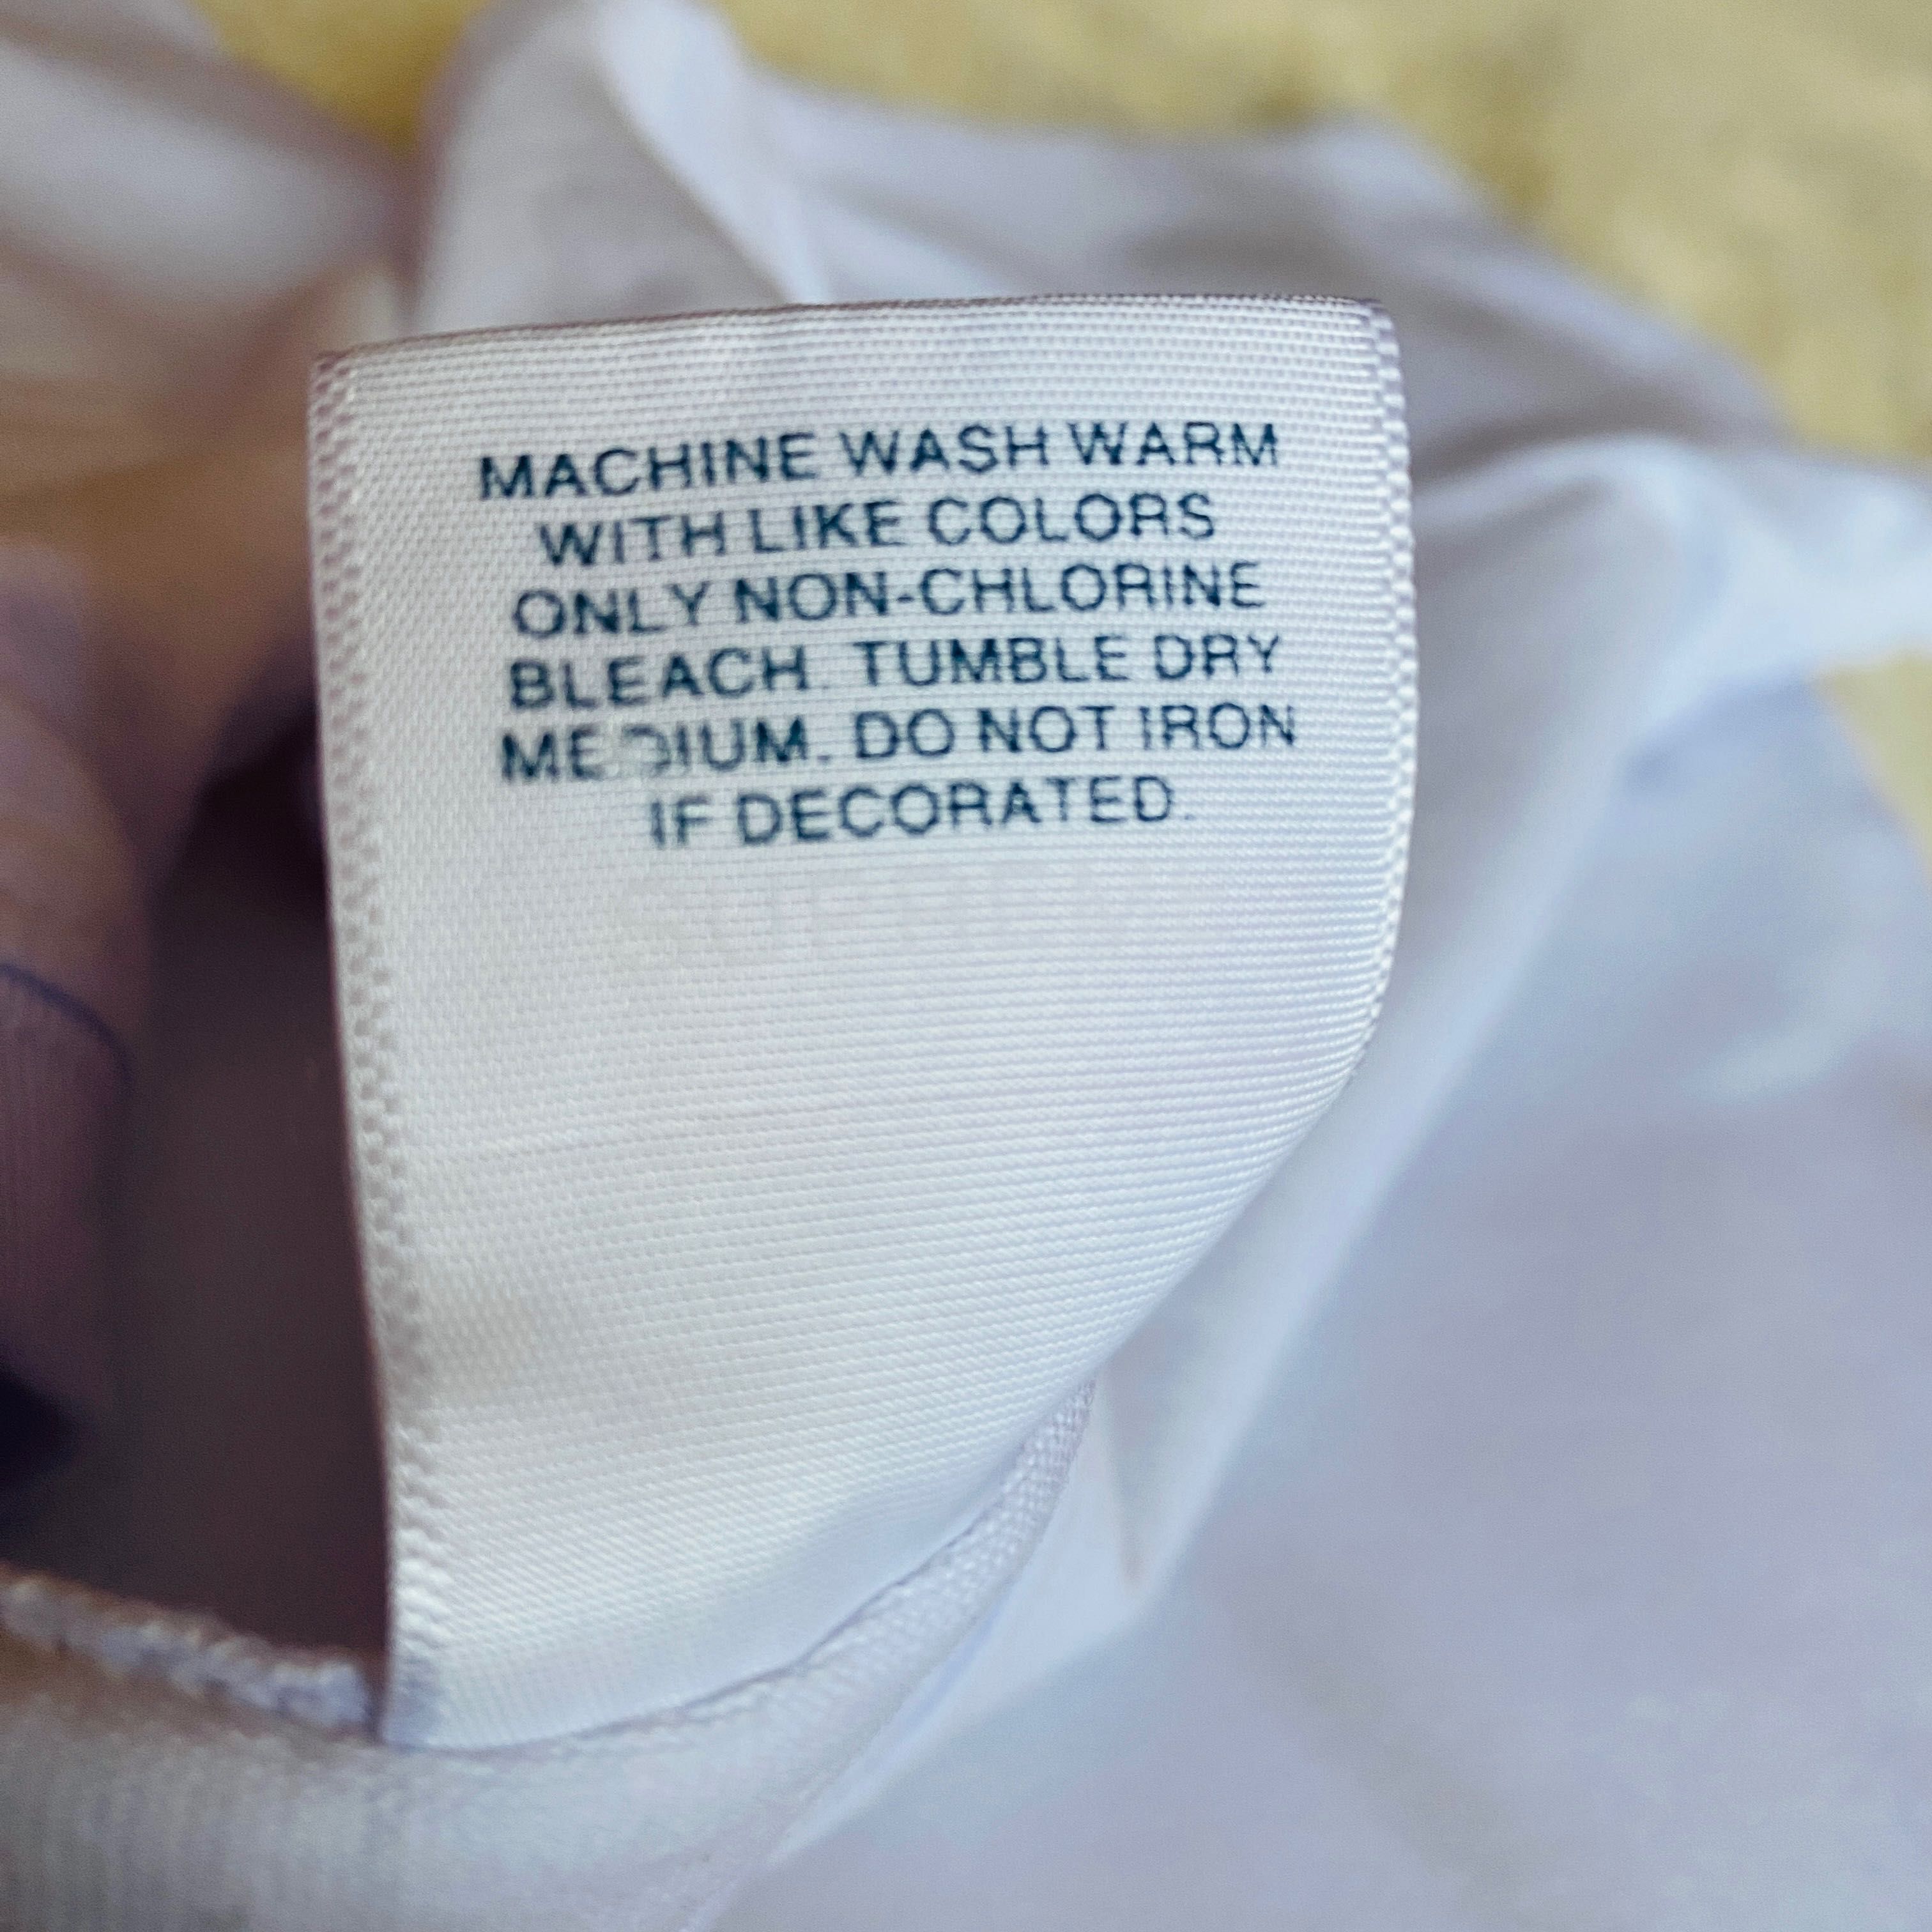 MACHINE WASH WARM
WITH LIKE COLORS
ONLY NON-CHLORINE
BLEACH. TUMBLE DRY
MEDIUM. DO NOT IRON
IF DECORATED.